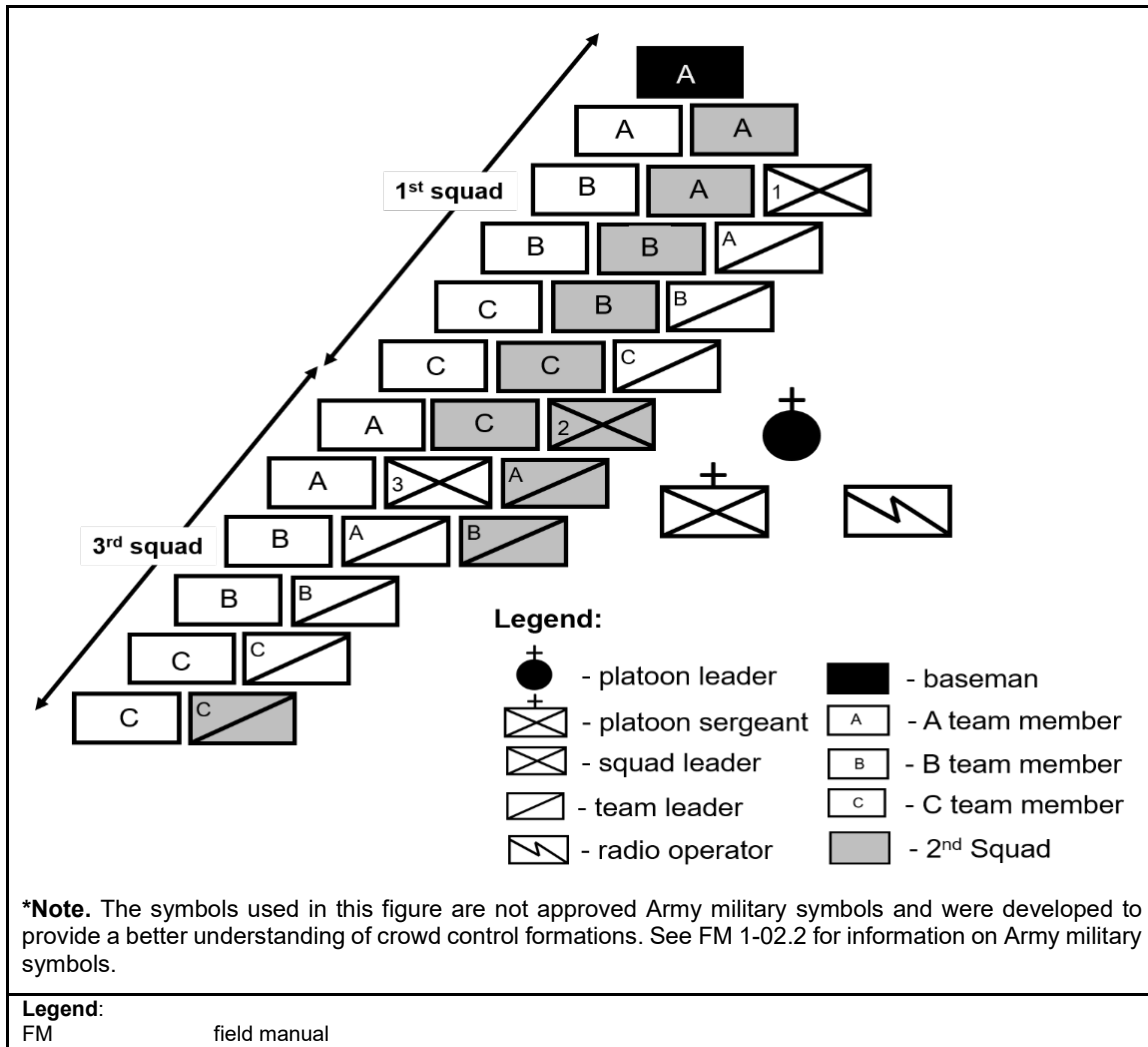 A
A A
1st squad
B A 1
B B A
C B B
C C C
A C 2
A 3 A
3rd squad
B A B
B B
C C
C C
Legend:
- platoon leader
- platoon sergeant
- squad leader
- team leader
- radio operator
- baseman
A - A team member
B - B team member
C - C team member
- 2nd Squad
*Note. The symbols used in this figure are not approved Army military symbols and were developed to
provide a better understanding of crowd control formations. See FM 1-02.2 for information on Army military
symbols.
Legend:
FM field manual